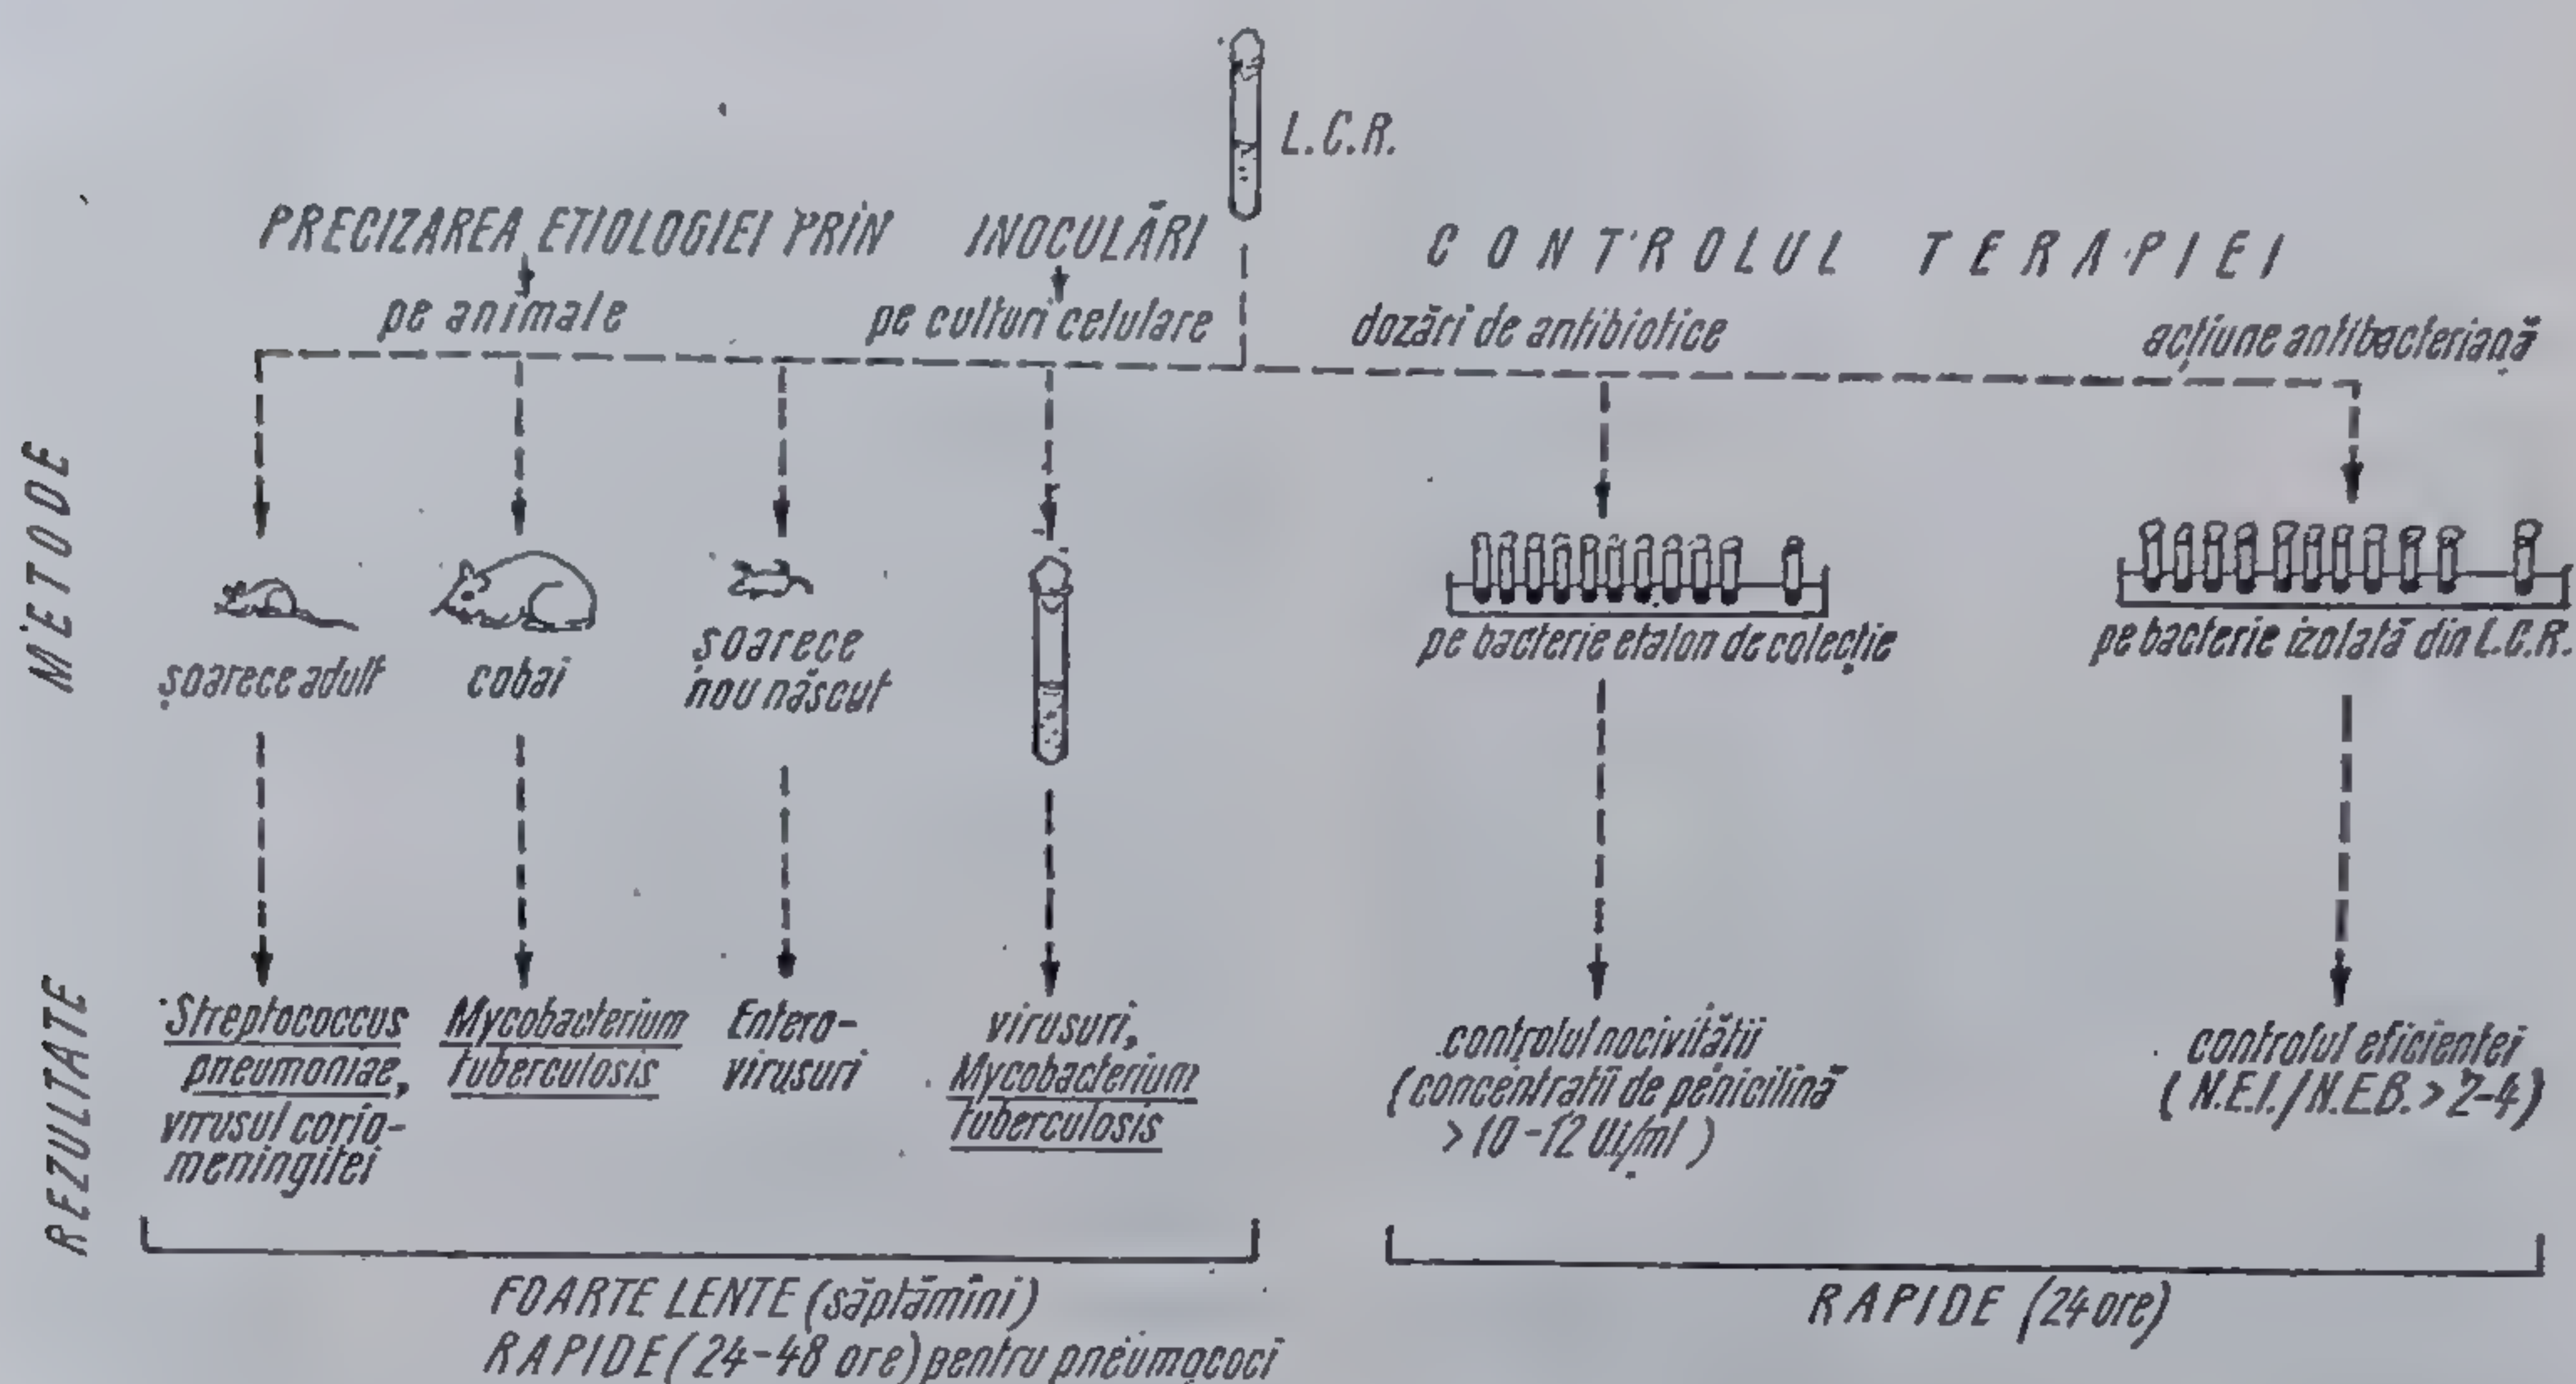 L.C.R.
PRECIZAREA ETIOLOGIEI PRIN INOCULĂRI
CONTROLUL TERAPIEI
pe animale
pe culturi celulare
dozări de antibiotice
acțiune antibacteriană
METODE
șoarece adult
cobai
șoarece
nou născut
pe bacterie etalon de colecție
pe bacterie izolată din L.C.R.
REZULTATE
Streptococcus
pneumoniae,
virusul corio-
meningitei
Mycobacterium
tuberculosis
Entero-
virusuri
virusuri,
Mycobacterium
tuberculosis
controlul nocivității
(concentrații de penicilină
> 10-12 U.i/ml)
controlul eficienței
(N.E.I./N.E.B. > 2-4)
FOARTE LENTE (săptămîni)
RAPIDE (24-48 ore) pentru pneumococi
RAPIDE (24 ore)